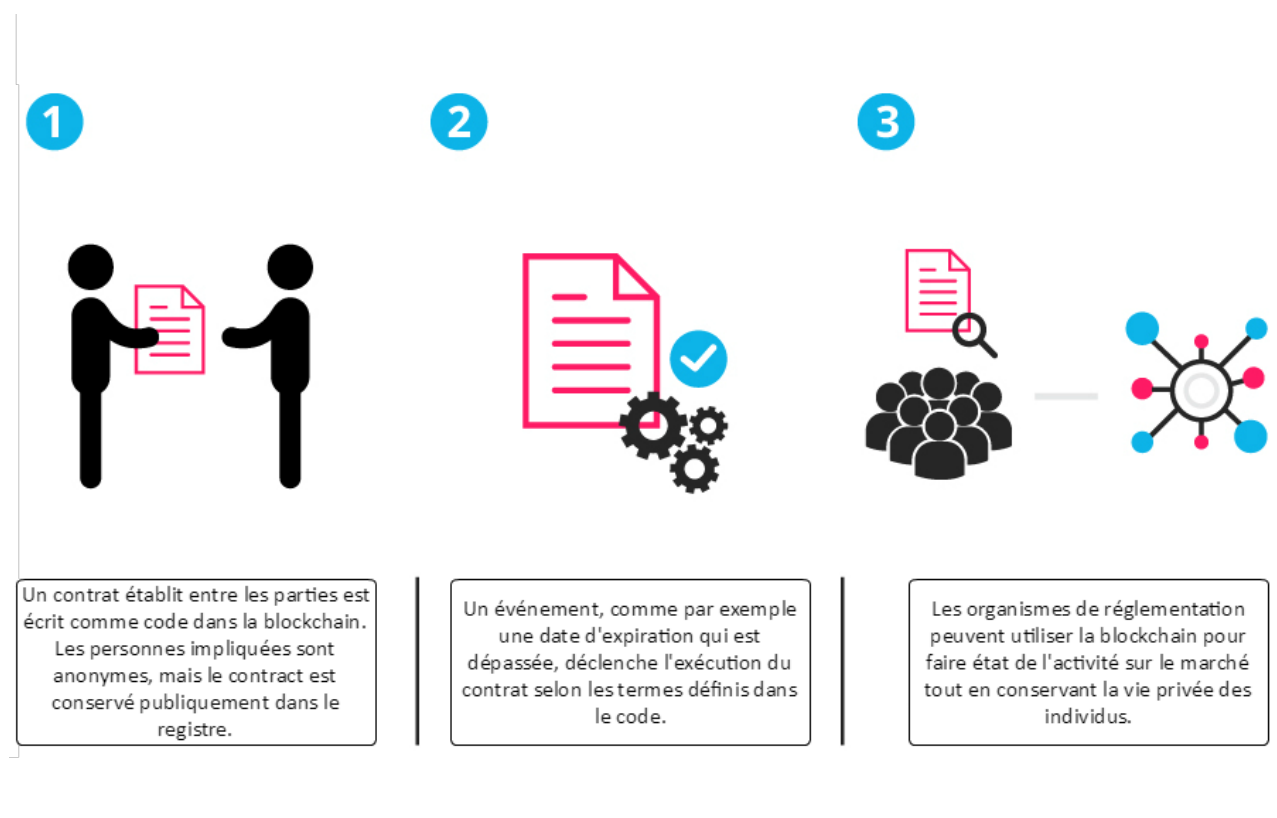 1
2
3
Un contrat établit entre les parties est
écrit comme code dans la blockchain.
Les personnes impliquées sont
anonymes, mais le contract est
conservé publiquement dans le
registre.
Un événement, comme par exemple
une date d'expiration qui est
dépassée, déclenche l'exécution du
contrat selon les termes définis dans
le code.
Les organismes de réglementation
peuvent utiliser la blockchain pour
faire état de l'activité sur le marché
tout en conservant la vie privée des
individus.